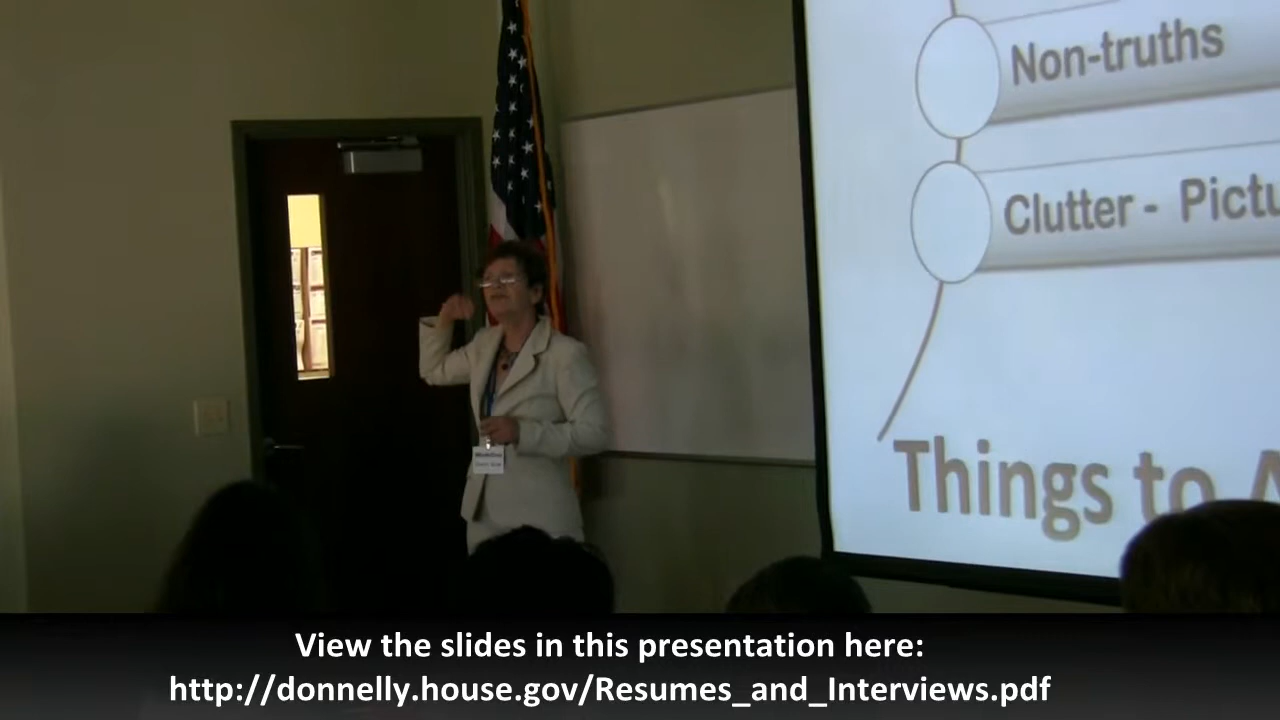 Non-truths
Clutter - Pictu
Things to A
WorkOne
View the slides in this presentation here:
http://donnelly.house.gov/Resumes_and_Interviews.pdf